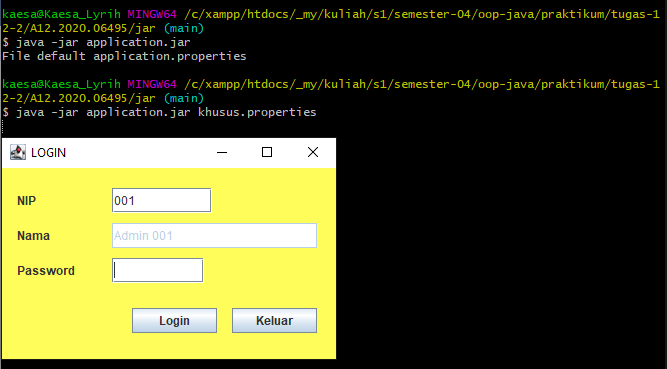 kaesa@Kaesa_Lyrih MINGW64 /c/xampp/htdocs/_my/kuliah/s1/semester-04/oop-java/praktikum/tugas-1
2-2/A12.2020.06495/jar (main)
$ java -jar application.jar
File default application.properties
kaesa@Kaesa_Lyrih MINGW64 /c/xampp/htdocs/_my/kuliah/s1/semester-04/oop-java/praktikum/tugas-1
2-2/A12.2020.06495/jar (main)
$ java -jar application.jar khusus.properties
LOGIN
NIP 001
Nama Admin 001
Password
Login Keluar